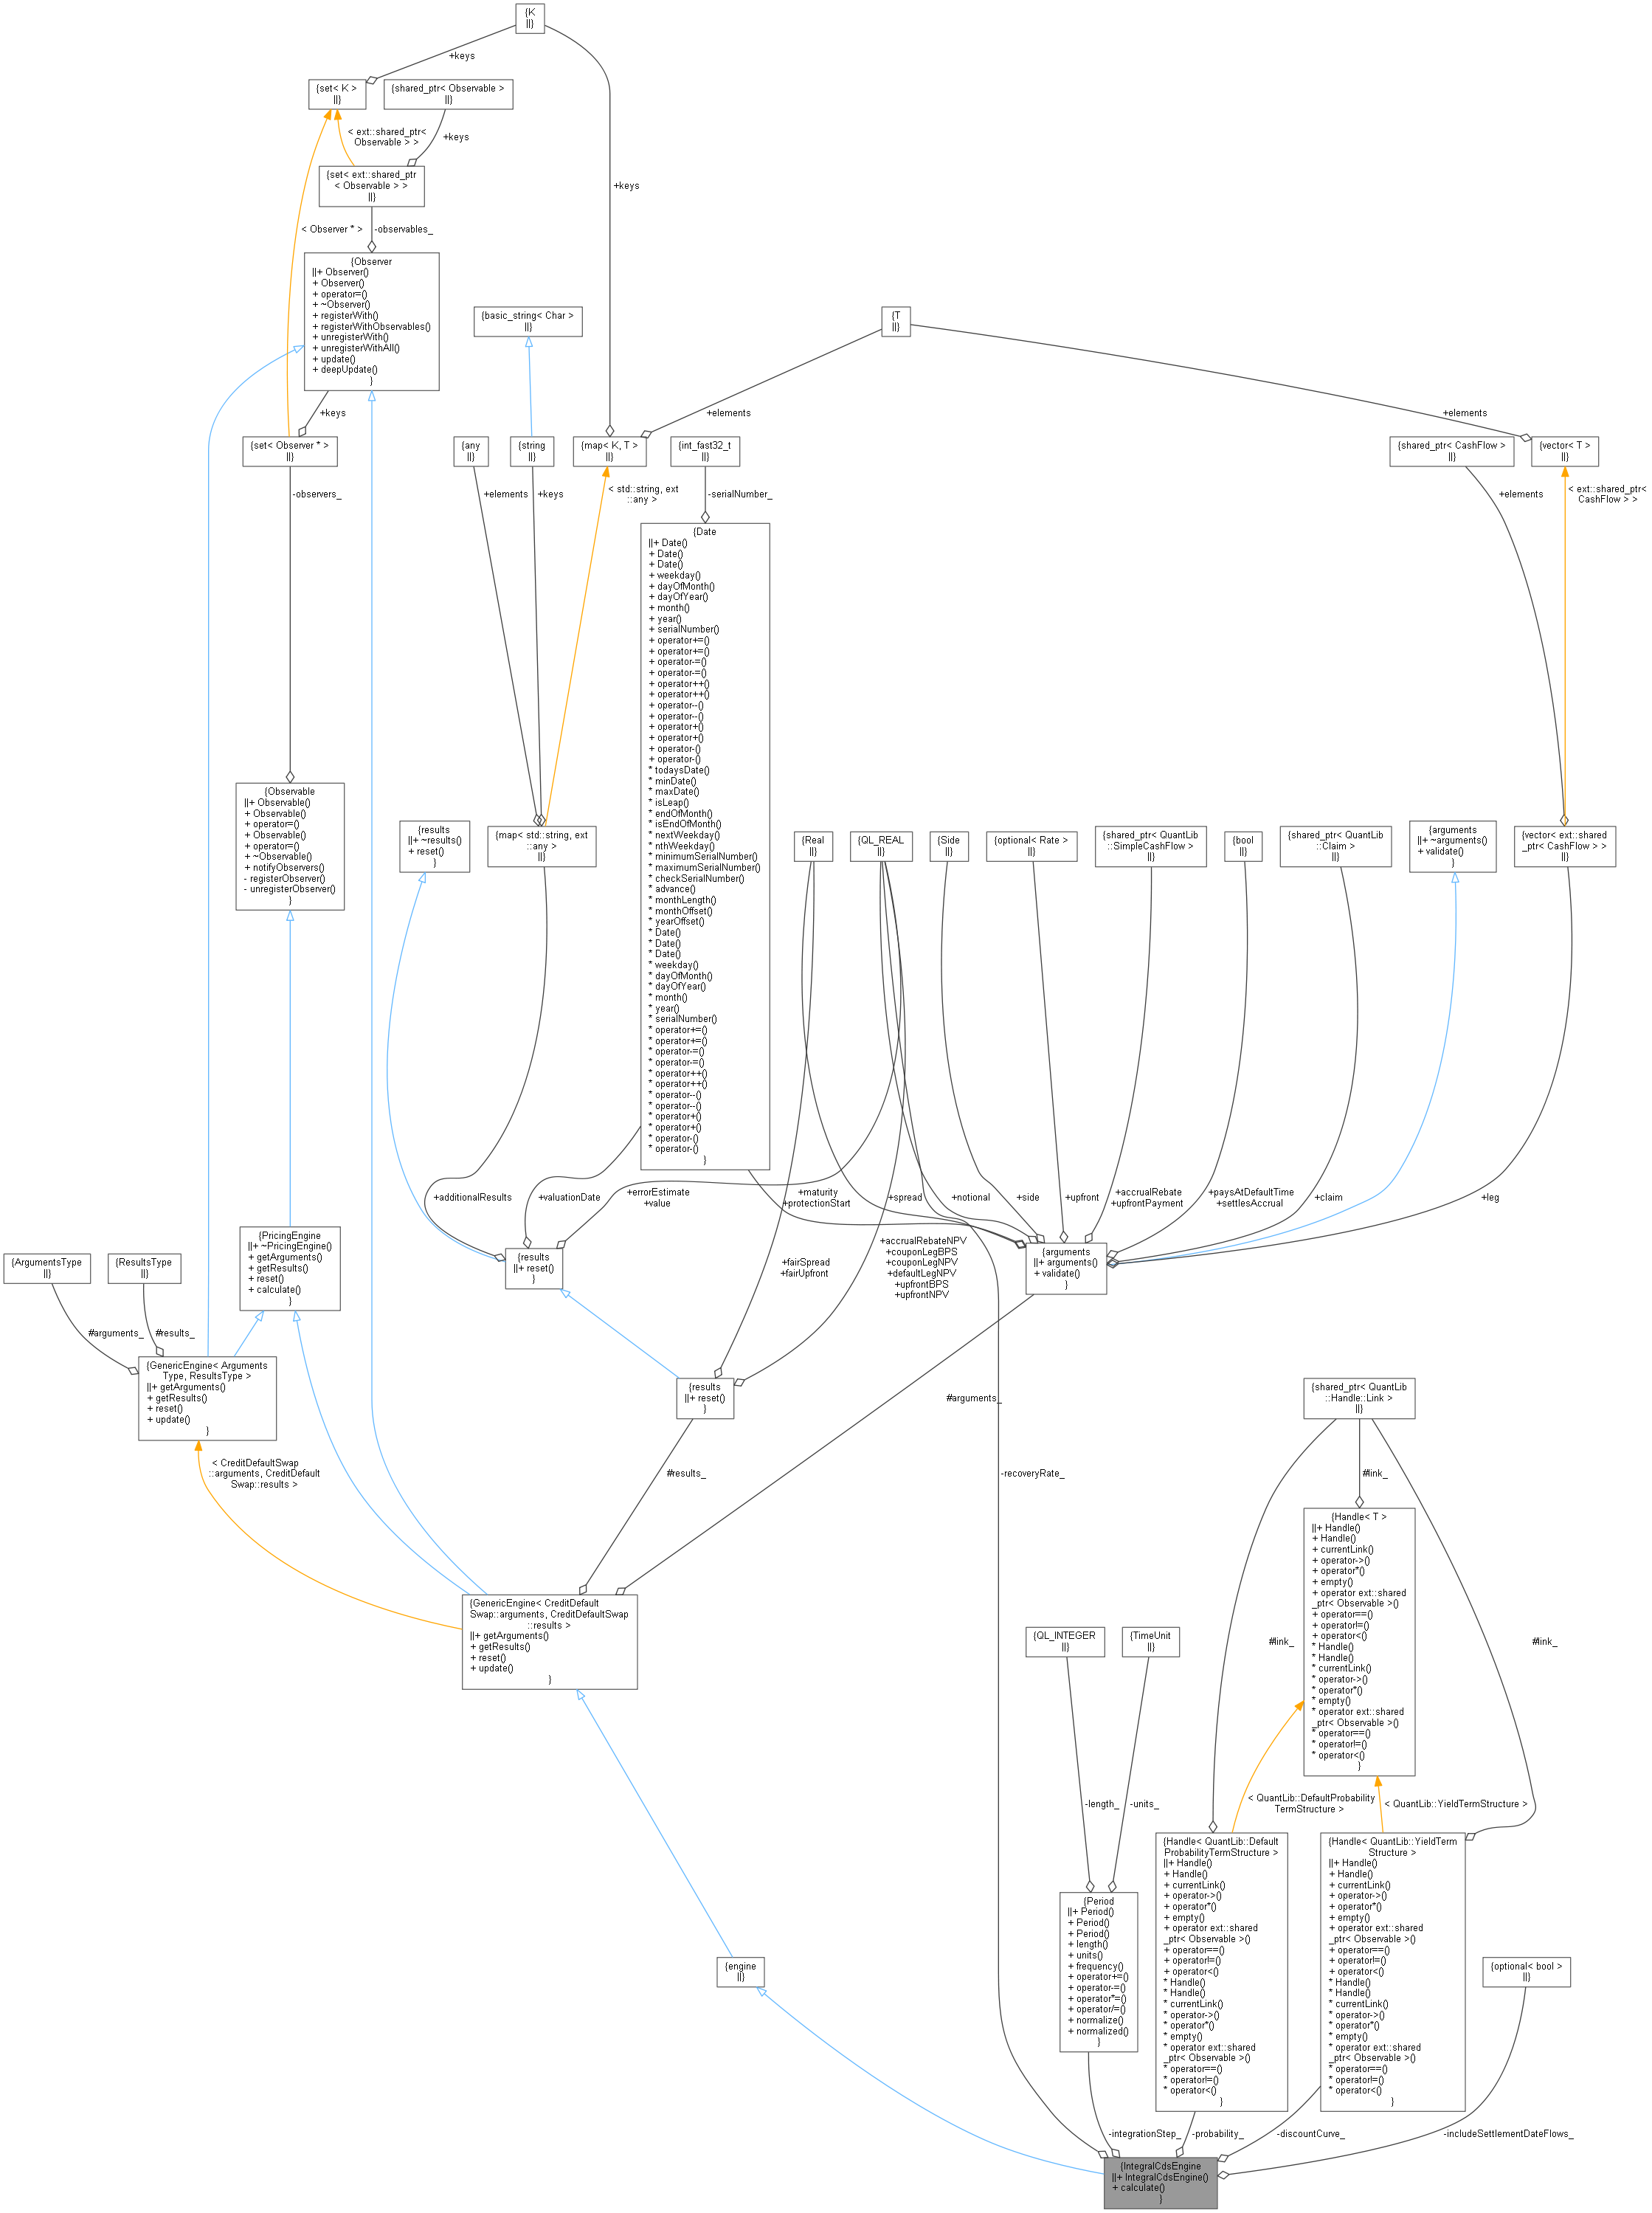 {K
||}
+keys
{set< K >
||}
{shared_ptr< Observable >
||}
< ext::shared_ptr<
Observable > >
+keys
{set< ext::shared_ptr
< Observable > >
||}
+keys
< Observer * >
-observables_
{Observer
||+ Observer()
+ Observer()
+ operator=()
+ ~Observer()
+ registerWith()
+ registerWithObservables()
+ unregisterWith()
+ unregisterWithAll()
+ update()
+ deepUpdate()
}
{basic_string< Char >
||}
{T
||}
+keys
+elements
+elements
{set< Observer * >
||}
{any
||}
{string
||}
{map< K, T >
||}
{int_fast32_t
||}
{shared_ptr< CashFlow >
||}
{vector< T >
||}
-observers_
+elements
+keys
< std::string, ext
::any >
-serialNumber_
+elements
< ext::shared_ptr<
CashFlow > >
{Date
||+ Date()
+ Date()
+ Date()
+ weekday()
+ dayOfMonth()
+ dayOfYear()
+ month()
+ year()
+ serialNumber()
+ operator+=()
+ operator+=()
+ operator-=()
+ operator-=()
+ operator++()
+ operator++()
+ operator--()
+ operator--()
+ operator+()
+ operator+()
+ operator-()
+ operator-()
* todaysDate()
* minDate()
* maxDate()
* isLeap()
* endOfMonth()
* isEndOfMonth()
* nextWeekday()
* nthWeekday()
* minimumSerialNumber()
* maximumSerialNumber()
* checkSerialNumber()
* advance()
* monthLength()
* monthOffset()
* yearOffset()
* Date()
* Date()
* Date()
* weekday()
* dayOfMonth()
* dayOfYear()
* month()
* year()
* serialNumber()
* operator+=()
* operator+=()
* operator-=()
* operator-=()
* operator++()
* operator++()
* operator--()
* operator--()
* operator+()
* operator+()
* operator-()
* operator-()
}
{Observable
||+ Observable()
+ Observable()
+ operator=()
+ Observable()
+ operator=()
+ ~Observable()
+ notifyObservers()
- registerObserver()
- unregisterObserver()
}
{results
||+ ~results()
+ reset()
}
{map< std::string, ext
::any >
||}
{Real
||}
{QL_REAL
||}
{Side
||}
{optional< Rate >
||}
{shared_ptr< QuantLib
::SimpleCashFlow >
||}
{bool
||}
{shared_ptr< QuantLib
::Claim >
||}
{arguments
||+ ~arguments()
+ validate()
}
{vector< ext::shared
_ptr< CashFlow > >
||}
+additionalResults
+valuationDate
+errorEstimate
+value
+maturity
+protectionStart
+spread
+notional
+side
+upfront
+accrualRebate
+upfrontPayment
+paysAtDefaultTime
+settlesAccrual
+claim
+leg
{PricingEngine
||+ ~PricingEngine()
+ getArguments()
+ getResults()
+ reset()
+ calculate()
}
{ArgumentsType
||}
{ResultsType
||}
{results
||+ reset()
}
+fairSpread
+fairUpfront
+accrualRebateNPV
+couponLegBPS
+couponLegNPV
+defaultLegNPV
+upfrontBPS
+upfrontNPV
{arguments
||+ arguments()
+ validate()
}
#arguments_
#results_
{GenericEngine< Arguments
Type, ResultsType >
||+ getArguments()
+ getResults()
+ reset()
+ update()
}
{results
||+ reset()
}
#arguments_
{shared_ptr< QuantLib
::Handle::Link >
||}
< CreditDefaultSwap
::arguments, CreditDefault
Swap::results >
#results_
-recoveryRate_
#link_
{Handle< T >
||+ Handle()
+ Handle()
+ currentLink()
+ operator->()
+ operator*()
+ empty()
+ operator ext::shared
_ptr< Observable >()
+ operator==()
+ operator!=()
+ operator<()
* Handle()
* Handle()
* currentLink()
* operator->()
* operator*()
* empty()
* operator ext::shared
_ptr< Observable >()
* operator==()
* operator!=()
* operator<()
}
{GenericEngine< CreditDefault
Swap::arguments, CreditDefaultSwap
::results >
||+ getArguments()
+ getResults()
+ reset()
+ update()
}
{QL_INTEGER
||}
{TimeUnit
||}
#link_
#link_
-length_
-units_
< QuantLib::DefaultProbability
TermStructure >
< QuantLib::YieldTermStructure >
{Period
||+ Period()
+ Period()
+ Period()
+ length()
+ units()
+ frequency()
+ operator+=()
+ operator-=()
+ operator*=()
+ operator/=()
+ normalize()
+ normalized()
}
{Handle< QuantLib::Default
ProbabilityTermStructure >
||+ Handle()
+ Handle()
+ currentLink()
+ operator->()
+ operator*()
+ empty()
+ operator ext::shared
_ptr< Observable >()
+ operator==()
+ operator!=()
+ operator<()
* Handle()
* Handle()
* currentLink()
* operator->()
* operator*()
* empty()
* operator ext::shared
_ptr< Observable >()
* operator==()
* operator!=()
* operator<()
}
{Handle< QuantLib::YieldTerm
Structure >
||+ Handle()
+ Handle()
+ currentLink()
+ operator->()
+ operator*()
+ empty()
+ operator ext::shared
_ptr< Observable >()
+ operator==()
+ operator!=()
+ operator<()
* Handle()
* Handle()
* currentLink()
* operator->()
* operator*()
* empty()
* operator ext::shared
_ptr< Observable >()
* operator==()
* operator!=()
* operator<()
}
{engine
||}
{optional< bool >
||}
-integrationStep_
-probability_
-discountCurve_
-includeSettlementDateFlows_
{IntegralCdsEngine
||+ IntegralCdsEngine()
+ calculate()
}